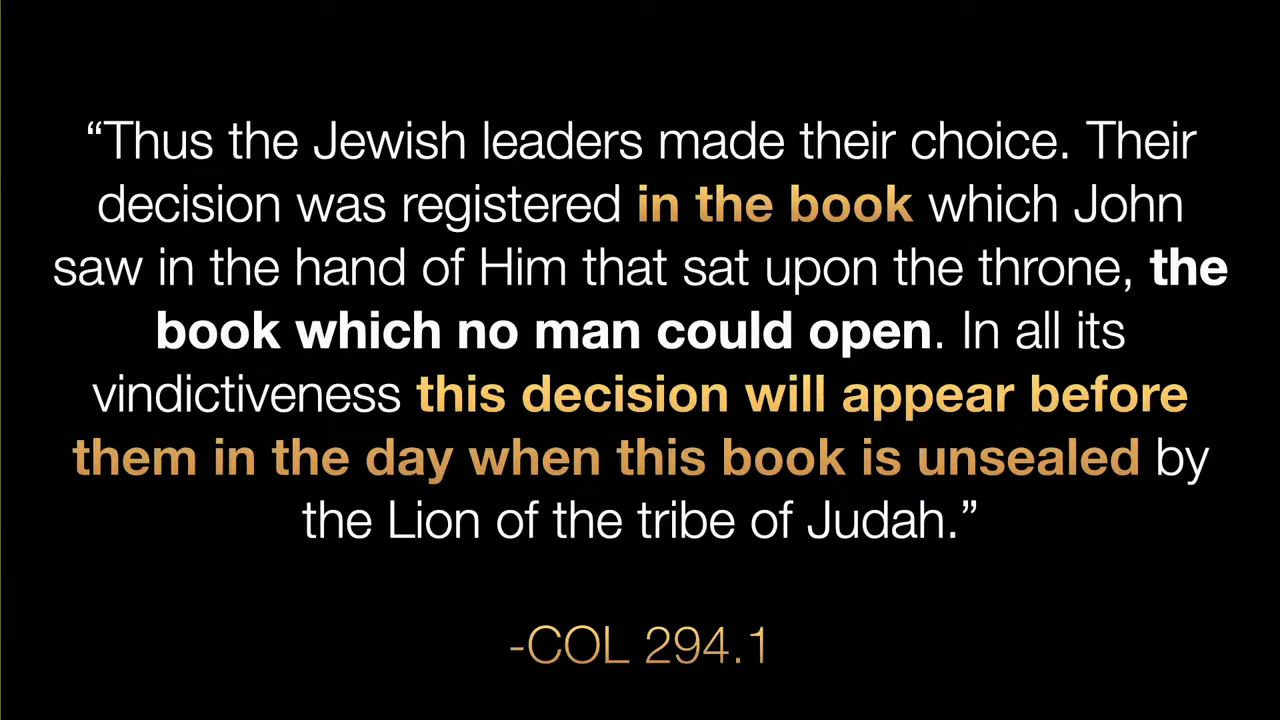 “Thus the Jewish leaders made their choice. Their
decision was registered in the book which John
saw in the hand of Him that sat upon the throne, the
book which no man could open. In all its
vindictiveness this decision will appear before
them in the day when this book is unsealed by
the Lion of the tribe of Judah.”
-COL 294.1